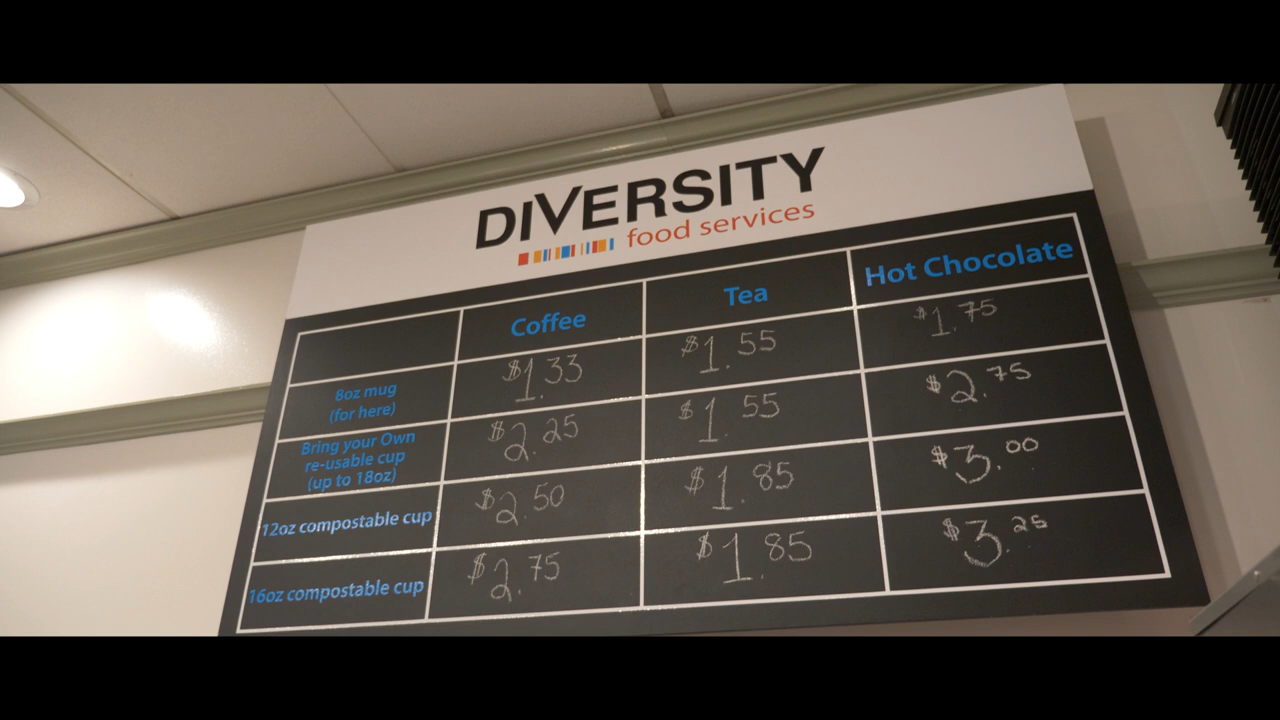 DIVERSITY
food services
Coffee Tea Hot Chocolate
8oz mug
(for here)
$1.33 $1.55 $1.75
Bring your Own
re-usable cup
(up to 18oz)
$2.25 $1.55 $2.75
12oz compostable cup $2.50 $1.85 $3.00
16oz compostable cup $2.75 $1.85 $3.25